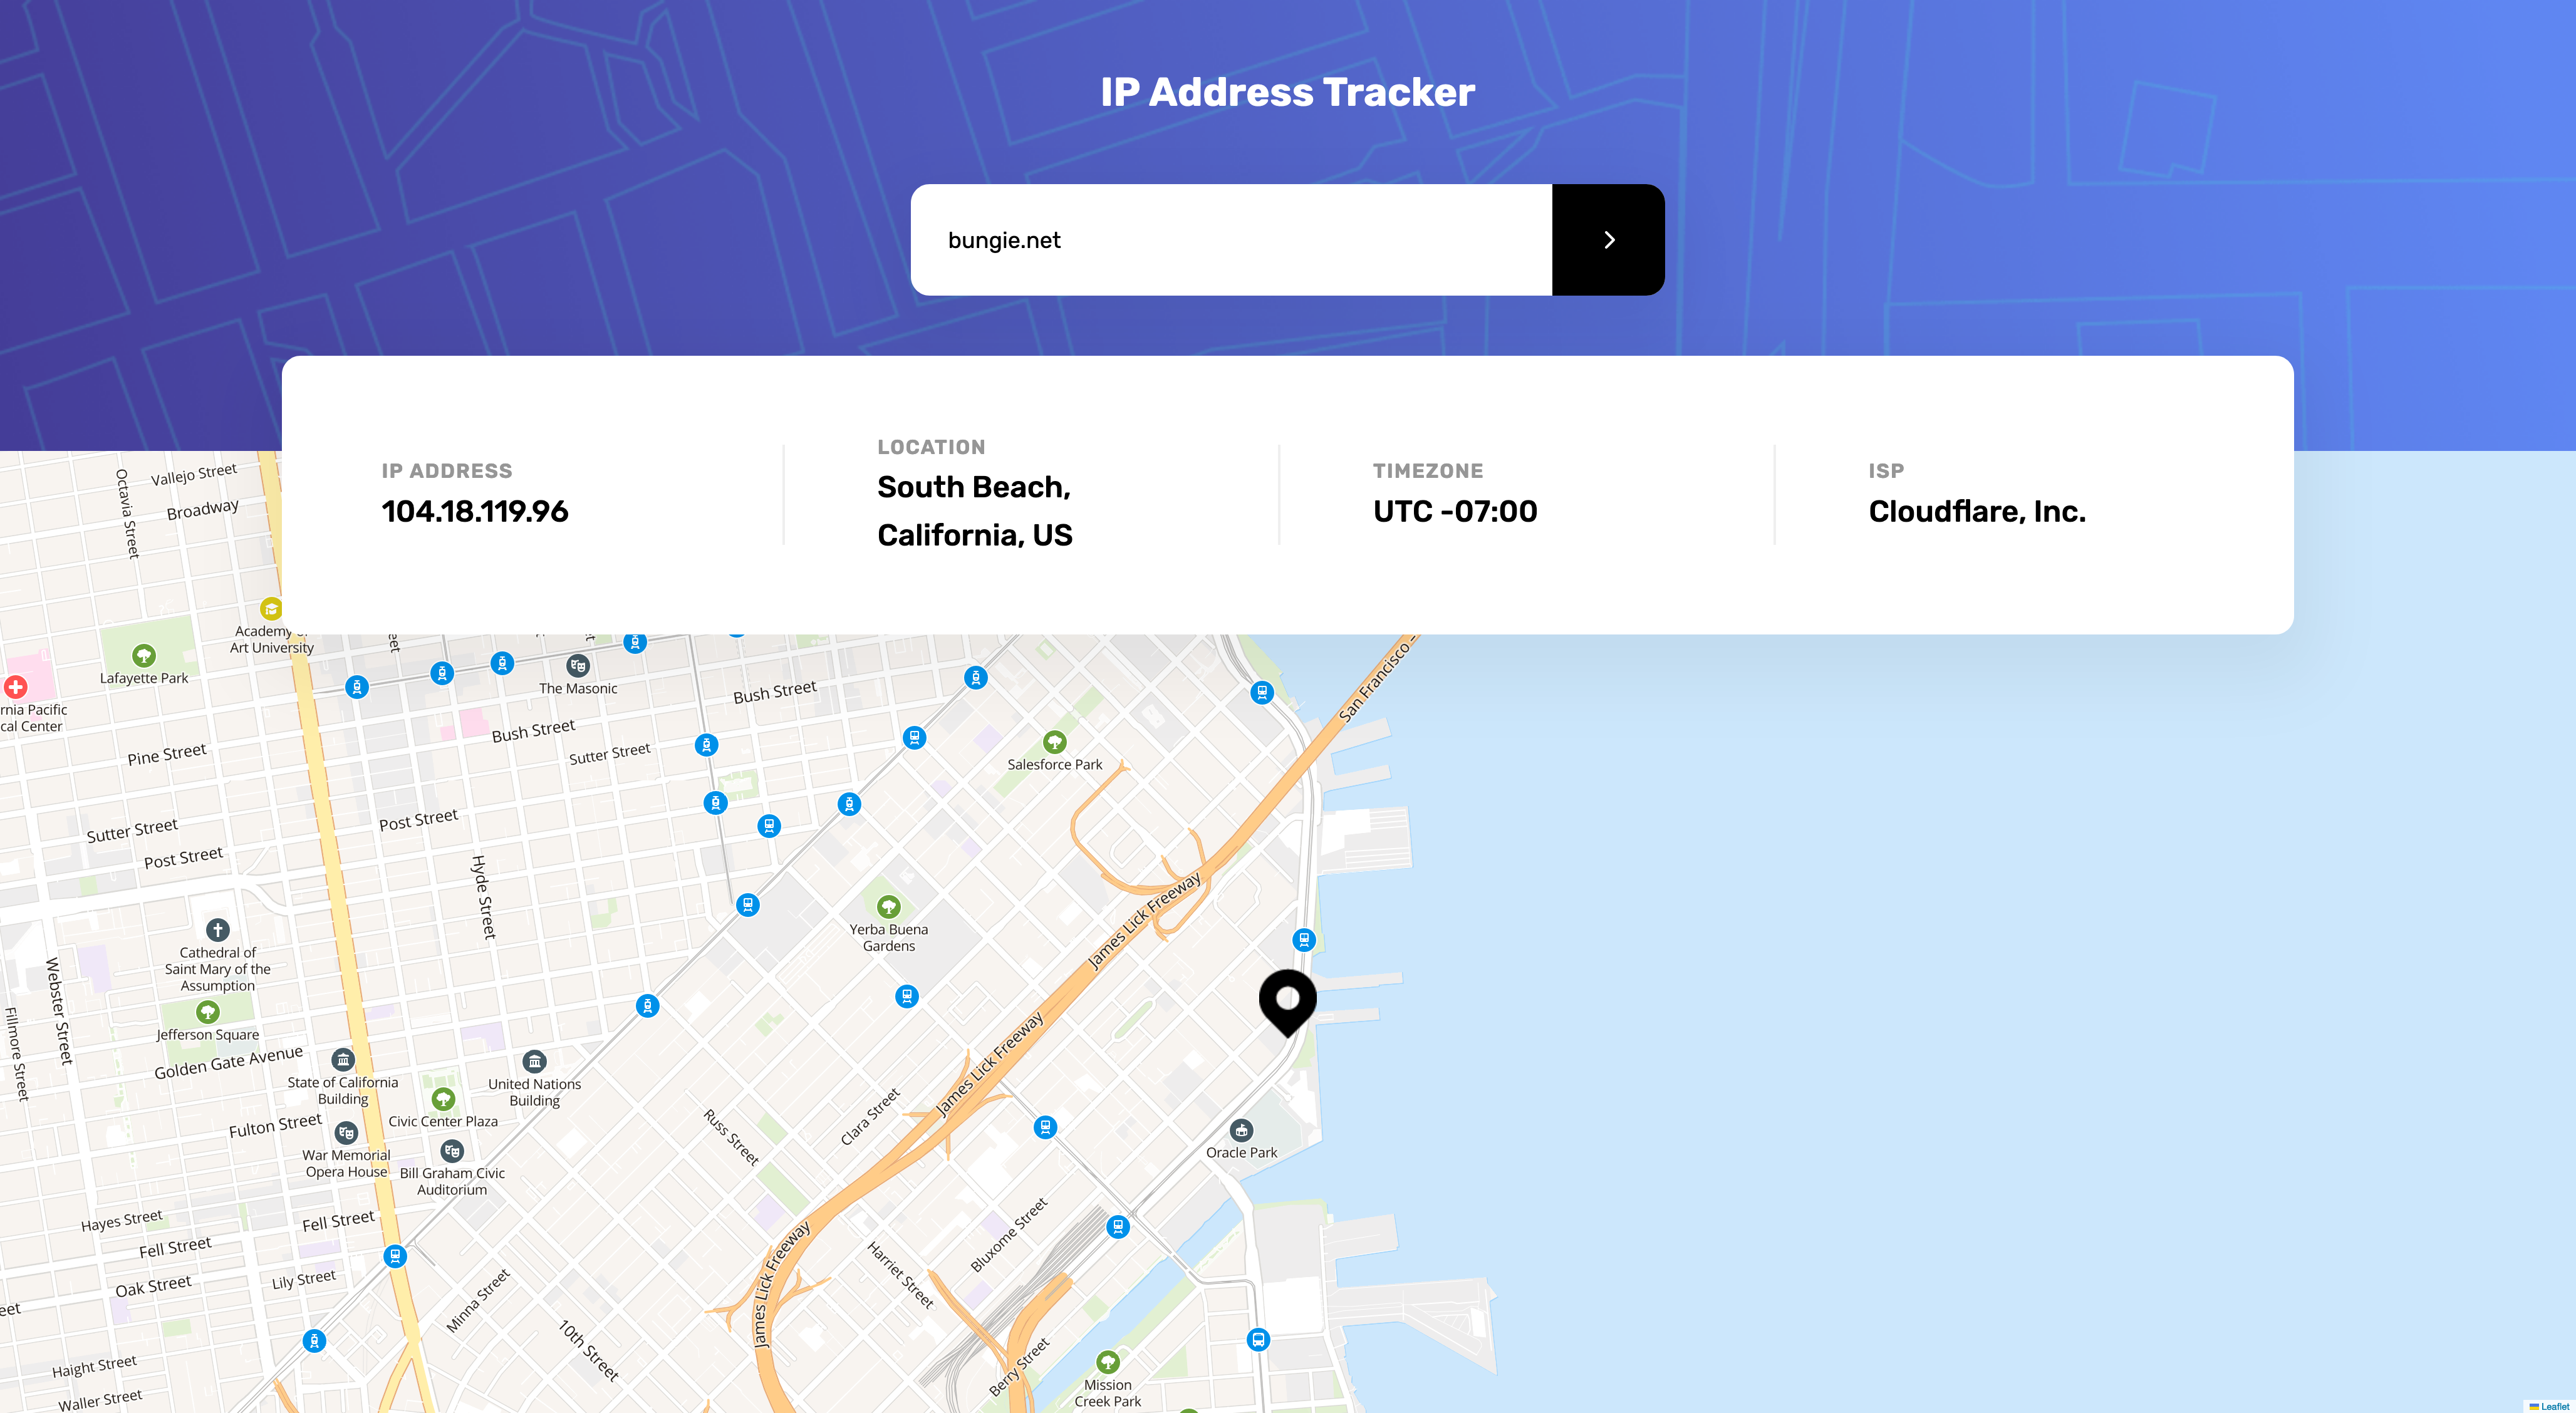 IP Address Tracker
bungie.net
IP ADDRESS
104.18.119.96
LOCATION
South Beach,
California, US
TIMEZONE
UTC -07:00
ISP
Cloudflare, Inc.
Octavia Street
Vallejo Street
Broadway
Academy
Art University
Lafayette Park
rnia Pacific
cal Center
The Masonic
Bush Street
Bush Street
Sutter Street
Pine Street
San Francisco
Salesforce Park
Post Street
Sutter Street
Post Street
Hyde Street
James Lick Freeway
Yerba Buena
Gardens
Cathedral of
Saint Mary of the
Assumption
Webster Street
Fillmore Street
Jefferson Square
Golden Gate Avenue
State of California
Building
United Nations
Building
James Lick Freeway
Civic Center Plaza
Fulton Street
Russ Street
Clara Street
War Memorial
Opera House
Bill Graham Civic
Auditorium
Oracle Park
Hayes Street
Fell Street
Fell Street
Oak Street
Lily Street
Minna Street
James Lick Freeway
Harriet Street
Bluxome Street
10th Street
Berry Street
Haight Street
Waller Street
Mission
Creek Park
Leaflet